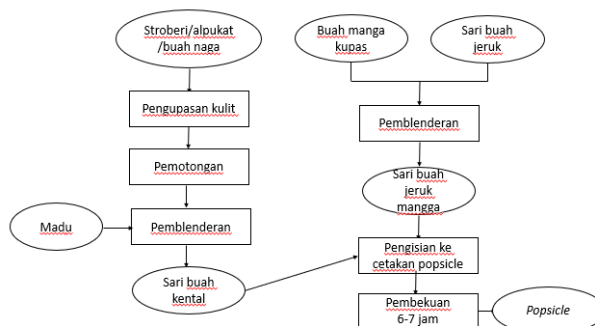 Stroberi/alpukat
/buah naga
Pengupasan kulit
Pemotongan
Madu
Pemblenderan
Sari buah
kental
Buah manga
kupas
Sari buah
jeruk
Pemblenderan
Sari buah
jeruk
mangga
Pengisian ke
cetakan popsicle
Pembekuan
6-7 jam
Popsicle